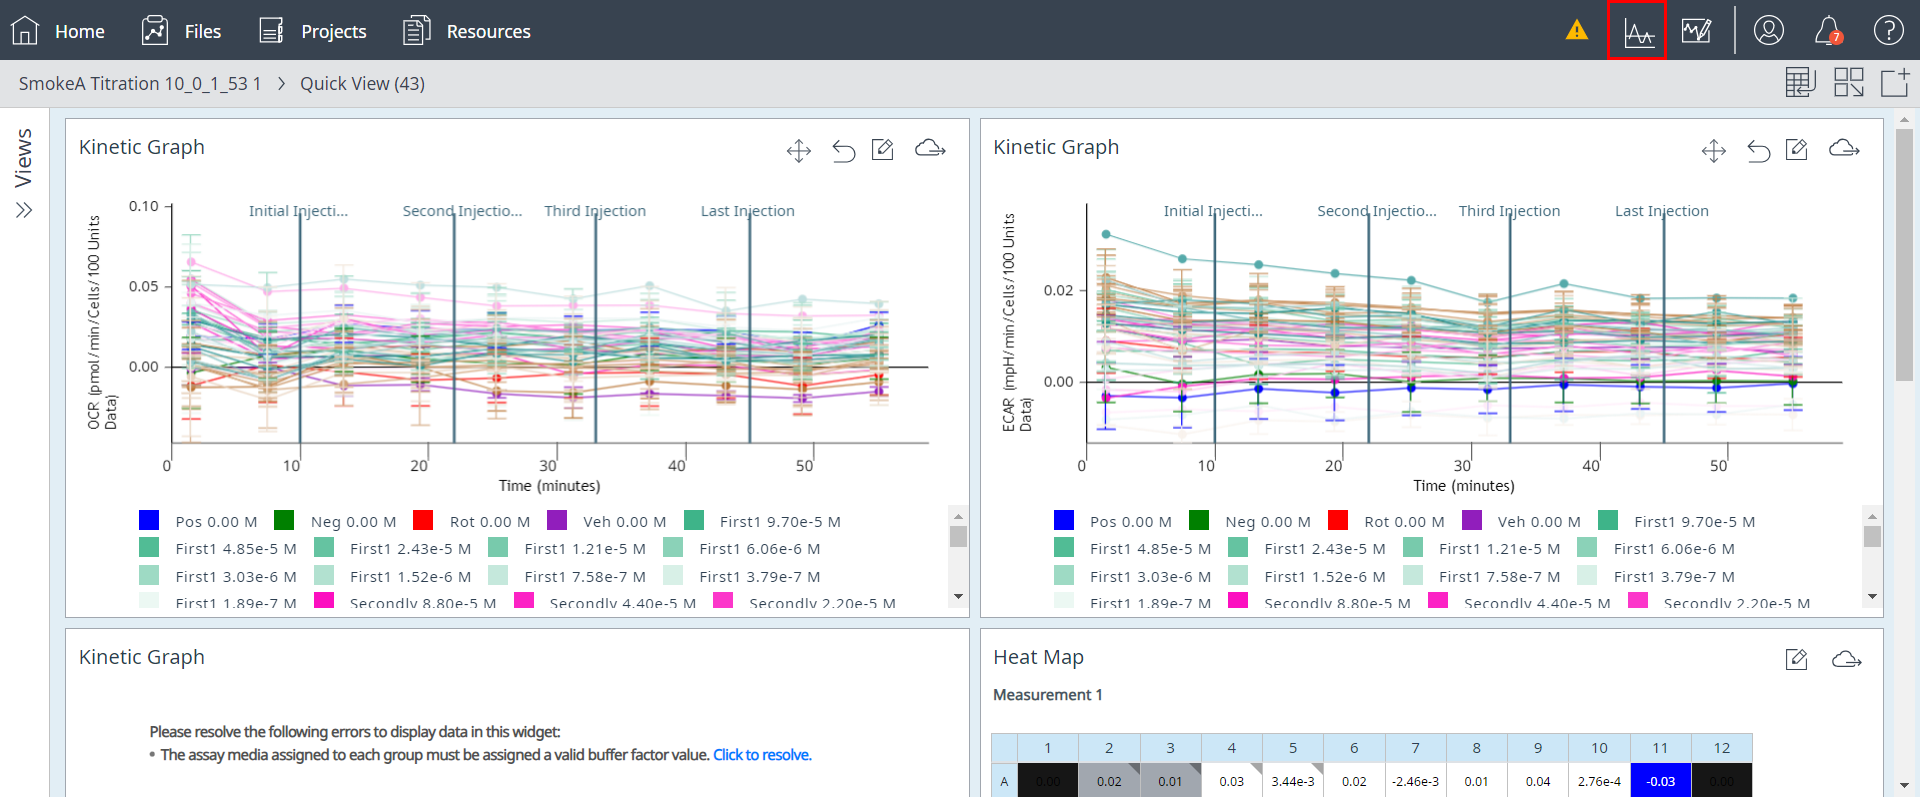 Home Files Projects Resources 7
SmokeA Titration 10_0_1_53 1 > Quick View (43)
Views
Kinetic Graph
Initial Injecti... Second Injectio... Third Injection Last Injection
0.10
0.05
0.00
OCR (pmol/min/Cells/100 Units
Data)
0 10 20 30 40 50
Time (minutes)
Pos 0.00 M Neg 0.00 M Rot 0.00 M Veh 0.00 M First1 9.70e-5 M
First1 4.85e-5 M First1 2.43e-5 M First1 1.21e-5 M First1 6.06e-6 M
First1 3.03e-6 M First1 1.52e-6 M First1 7.58e-7 M First1 3.79e-7 M
First1 1.89e-7 M Secondly 8.80e-5 M Secondly 4.40e-5 M Secondly 2.20e-5 M
Kinetic Graph
Initial Injecti... Second Injectio... Third Injection Last Injection
0.02
0.00
ECAR (mpH/min/Cells/100 Units
Data)
0 10 20 30 40 50
Time (minutes)
Pos 0.00 M Neg 0.00 M Rot 0.00 M Veh 0.00 M First1 9.70e-5 M
First1 4.85e-5 M First1 2.43e-5 M First1 1.21e-5 M First1 6.06e-6 M
First1 3.03e-6 M First1 1.52e-6 M First1 7.58e-7 M First1 3.79e-7 M
First1 1.89e-7 M Secondly 8.80e-5 M Secondly 4.40e-5 M Secondly 2.20e-5 M
Kinetic Graph
Please resolve the following errors to display data in this widget:
• The assay media assigned to each group must be assigned a valid buffer factor value. Click to resolve.
Heat Map
Measurement 1
1 2 3 4 5 6 7 8 9 10 11 12
A 0.00 0.02 0.01 0.03 3.44e-3 0.02 -2.46e-3 0.01 0.04 2.76e-4 -0.03 0.00